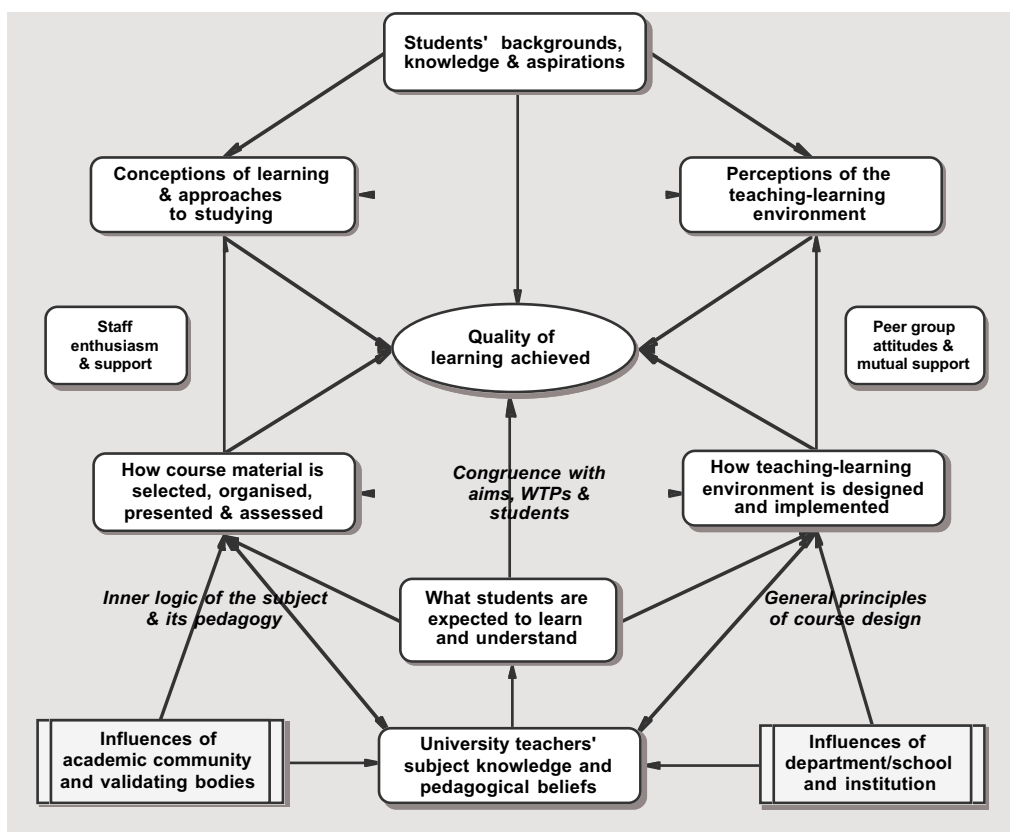 Students' backgrounds,
knowledge & aspirations
Conceptions of learning
& approaches
to studying
Perceptions of the
teaching-learning
environment
Staff
enthusiasm
& support
Quality of
learning achieved
Peer group
attitudes &
mutual support
How course material is
selected, organised,
presented & assessed
Congruence with
aims, WTPs &
students
How teaching-learning
environment is designed
and implemented
Inner logic of the subject
& its pedagogy
What students are
expected to learn
and understand
General principles
of course design
Influences of
academic community
and validating bodies
University teachers'
subject knowledge and
pedagogical beliefs
Influences of
department/school
and institution